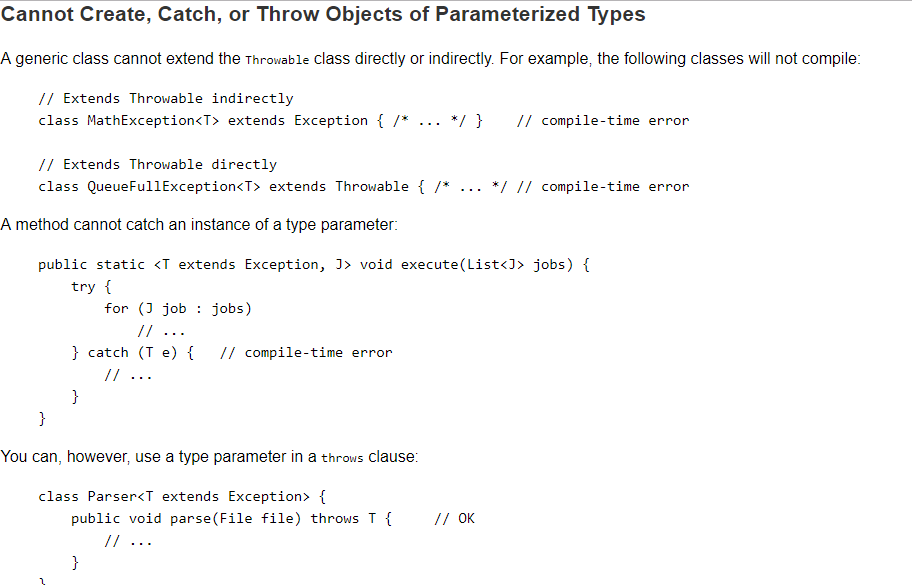 Cannot Create, Catch, or Throw Objects of Parameterized Types
A generic class cannot extend the Throwable class directly or indirectly. For example, the following classes will not compile:
// Extends Throwable indirectly
class MathException<T> extends Exception { /* ... */ }    // compile-time error
// Extends Throwable directly
class QueueFullException<T> extends Throwable { /* ... */ // compile-time error
A method cannot catch an instance of a type parameter:
public static <T extends Exception, J> void execute(List<J> jobs) {
    try {
        for (J job : jobs)
            // ...
    } catch (T e) {   // compile-time error
        // ...
    }
}
You can, however, use a type parameter in a throws clause:
class Parser<T extends Exception> {
    public void parse(File file) throws T {     // OK
        // ...
    }
}